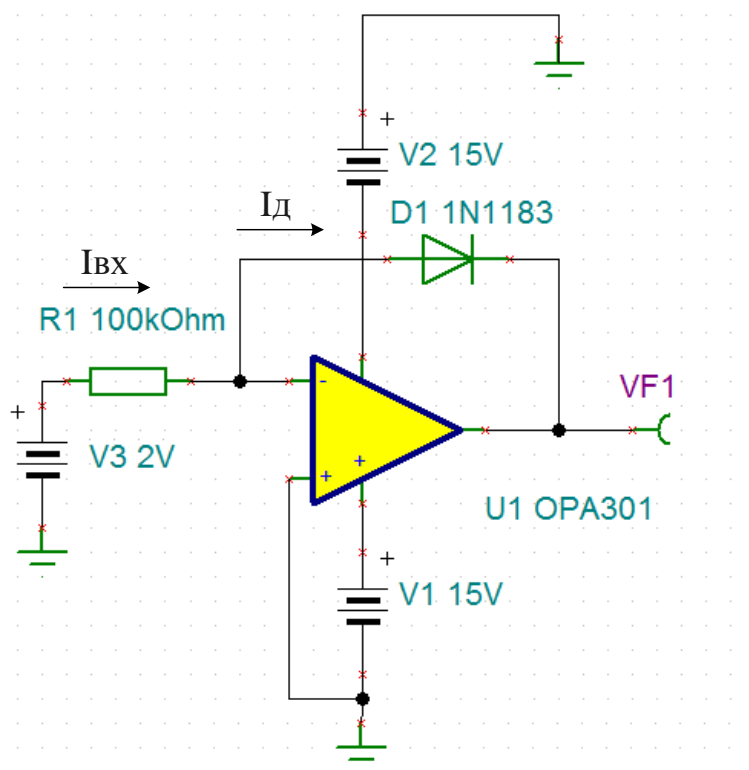 +
V2 15V
Iд
D1 1N1183
Iвх
R1 100kOhm
-
VF1
+
V3 2V
+
+
U1 OPA301
+
V1 15V